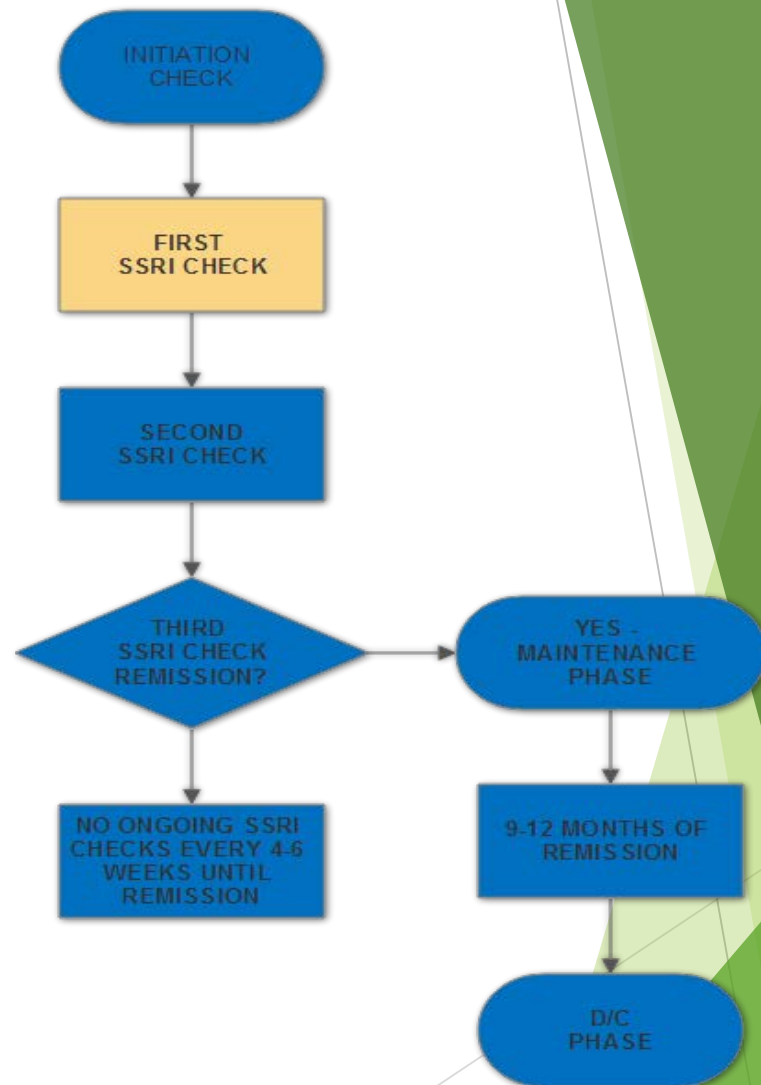 INITIATION
CHECK
FIRST
SSRI CHECK
SECOND
SSRI CHECK
THIRD
SSRI CHECK
REMISSION?
YES -
MAINTENANCE
PHASE
NO ONGOING SSRI
CHECKS EVERY 4-6
WEEKS UNTIL
REMISSION
9-12 MONTHS OF
REMISSION
D/C
PHASE